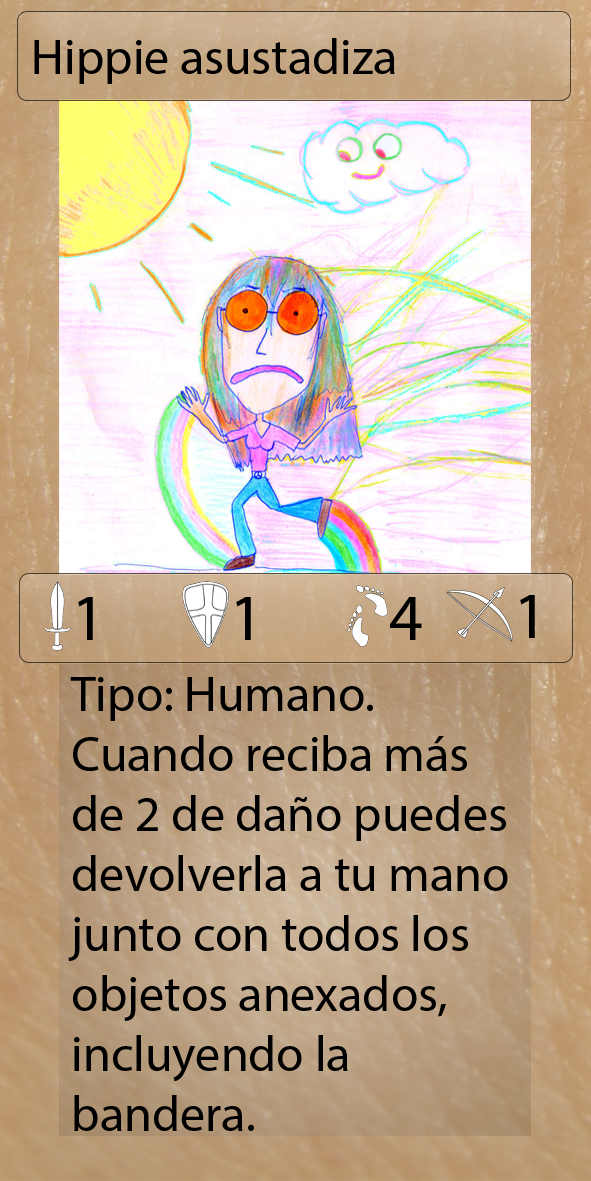 Hippie asustadiza
1 1 4 1
Tipo: Humano.
Cuando reciba más
de 2 de daño puedes
devolverla a tu mano
junto con todos los
objetos anexados,
incluyendo la
bandera.